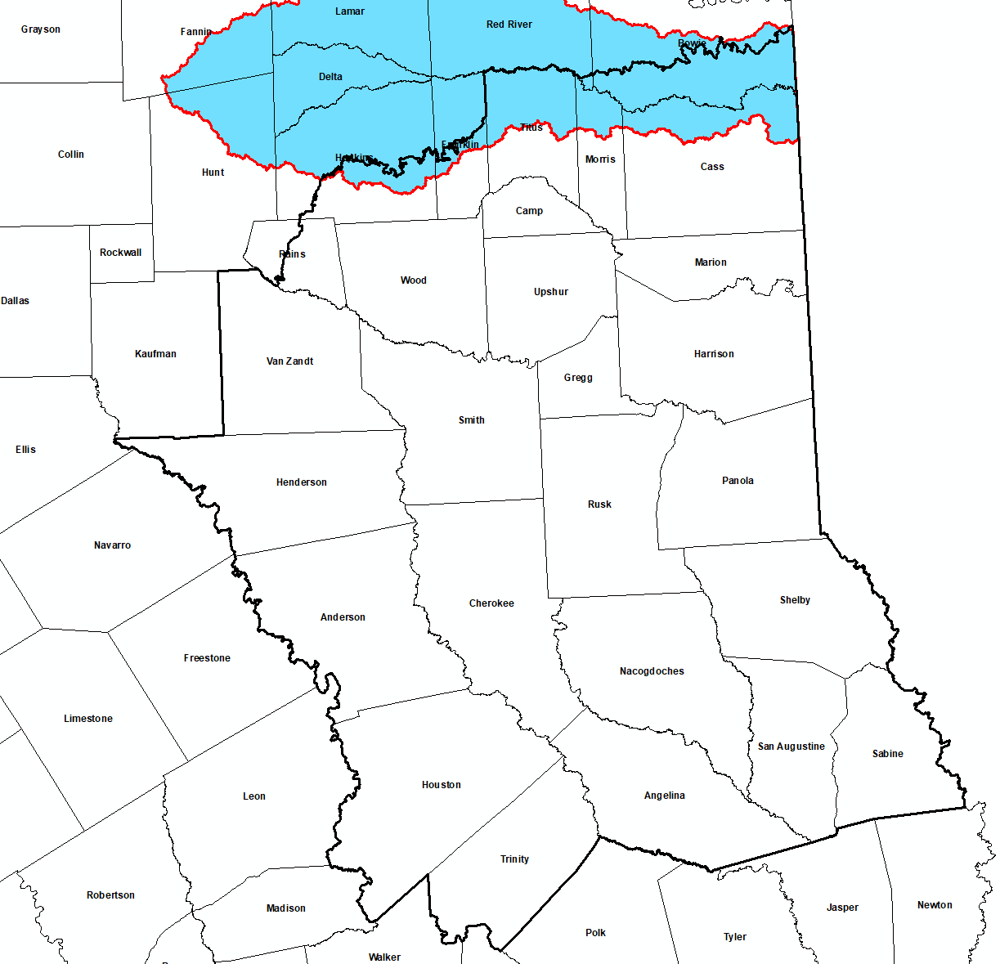 Lamar
Red River
Grayson
Fannin
Bowie
Delta
Titus
Franklin
Collin
Hopkins
Morris
Cass
Hunt
Camp
Rockwall
Rains
Marion
Wood
Upshur
Dallas
Kaufman
Van Zandt
Harrison
Gregg
Smith
Ellis
Henderson
Panola
Rusk
Navarro
Shelby
Cherokee
Anderson
Freestone
Nacogdoches
Limestone
San Augustine
Sabine
Houston
Leon
Angelina
Trinity
Robertson
Madison
Jasper
Newton
Polk
Tyler
Walker